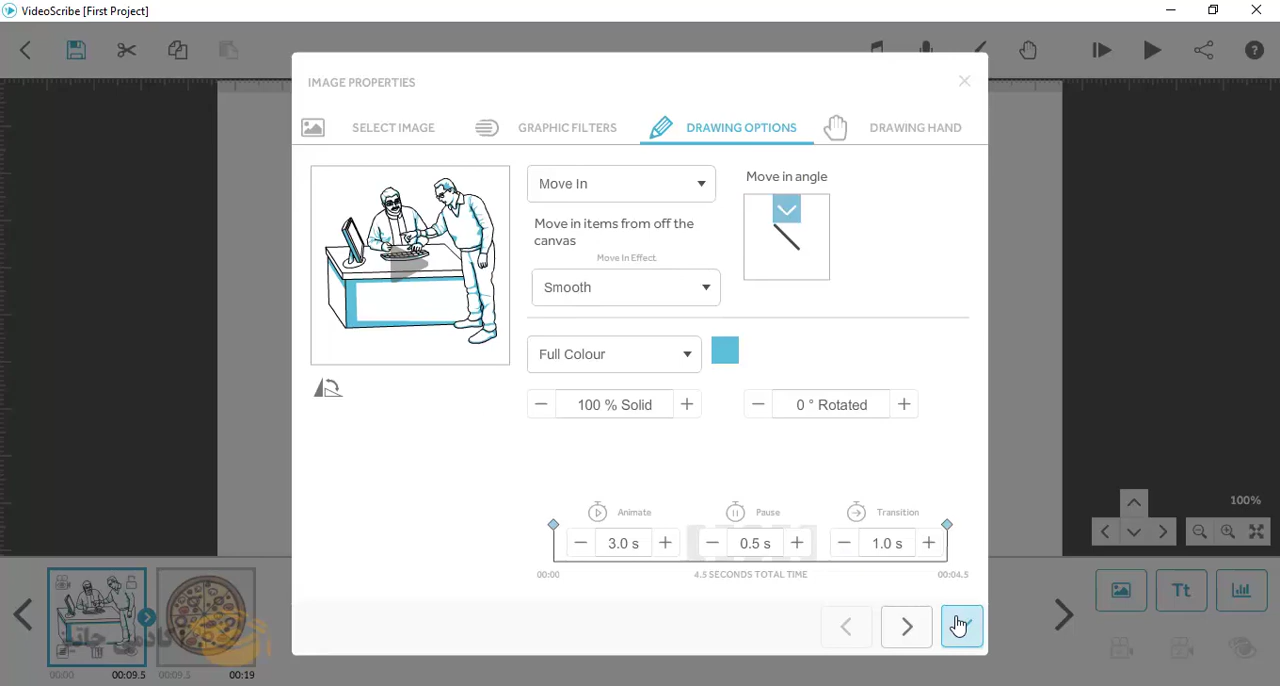 VideoScribe [First Project]
IMAGE PROPERTIES
SELECT IMAGE
GRAPHIC FILTERS
DRAWING OPTIONS
DRAWING HAND
Move In
Move in angle
Move in items from off the
canvas
Move In Effect
Smooth
Full Colour
100 % Solid
0 ° Rotated
Animate
Pause
Transition
3.0 s
0.5 s
1.0 s
00:00
4.5 SECONDS TOTAL TIME
00:04.5
100%
Tt
00:00
00:09.5
00:09.5
00:19